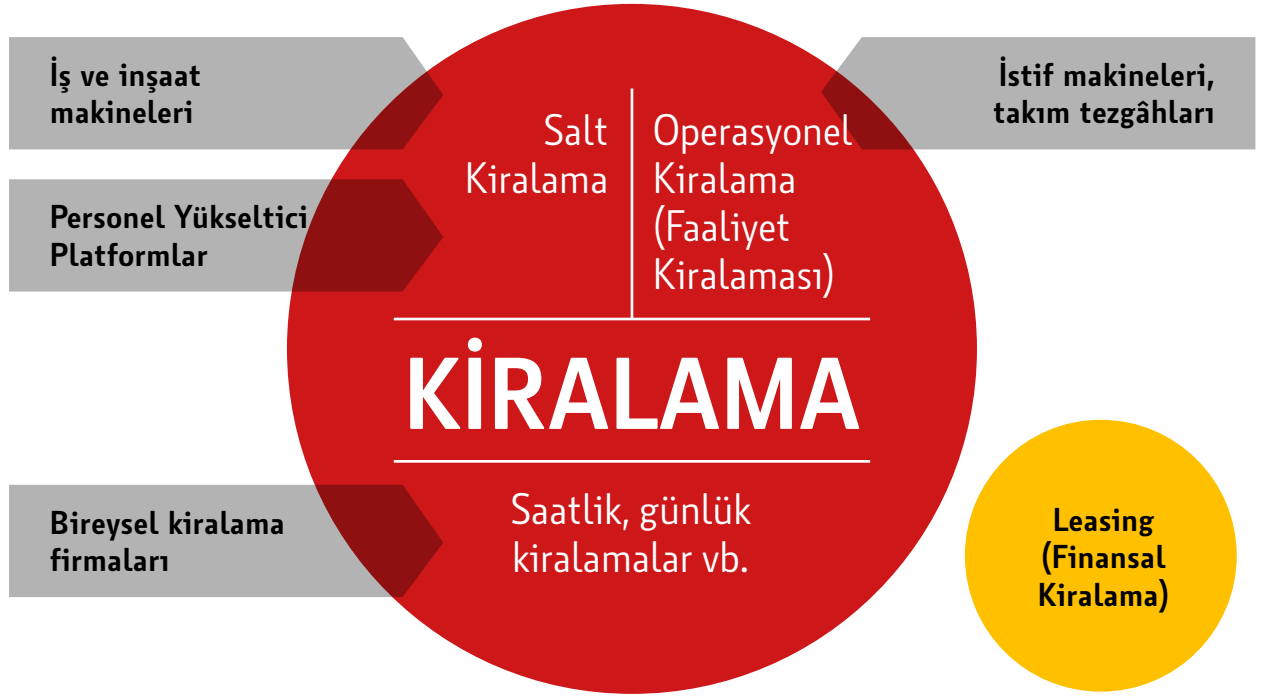 İş ve inşaat
makineleri
Personel Yükseltici
Platformlar
Bireysel kiralama
firmaları
Salt
Kiralama
Operasyonel
Kiralama
(Faaliyet
Kiralaması)
KİRALAMA
Saatlik, günlük
kiralamalar vb.
İstif makineleri,
takım tezgâhları
Leasing
(Finansal
Kiralama)